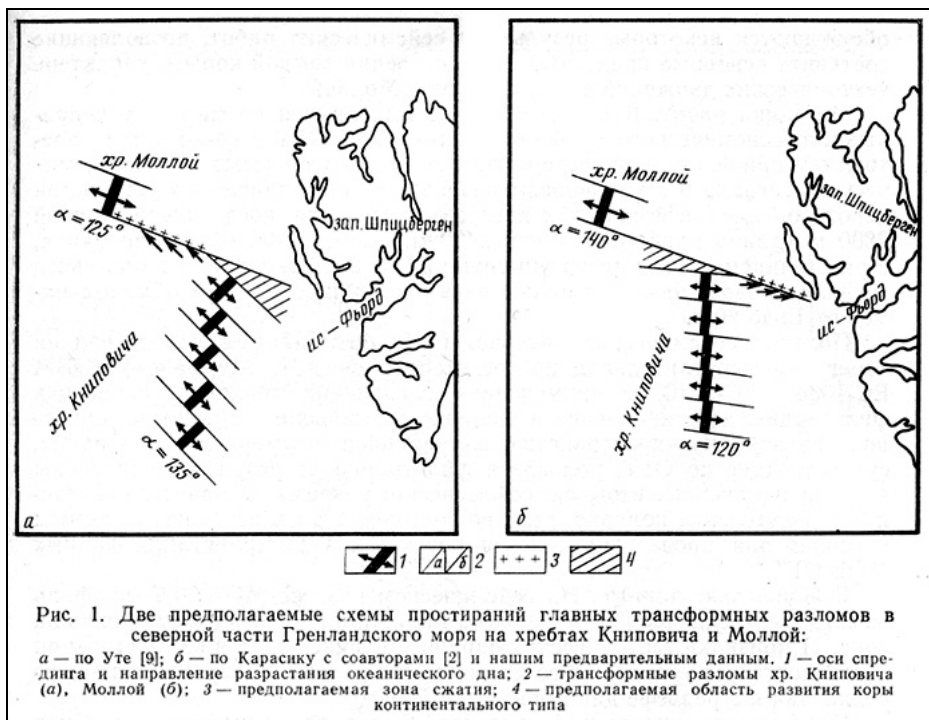 хр. Моллой
α = 125°
зап. Шпицберген
ис-Фьорд
хр. Книповича
α = 135°
а
хр. Моллой
α = 140°
зап. Шпицберген
ис-Фьорд
хр. Книповича
α = 120°
б
1 а б 2 +++ 3 4
Рис. 1. Две предполагаемые схемы простираний главных трансформных разломов в
северной части Гренландского моря на хребтах Книповича и Моллой:
а — по Уте [9]; б — по Карасику с соавторами [2] и нашим предварительным данным. 1 — оси спре-
динга и направление разрастания океанического дна; 2 — трансформные разломы хр. Книповича
(а), Моллой (б); 3 — предполагаемая зона сжатия; 4 — предполагаемая область развития коры
континентального типа